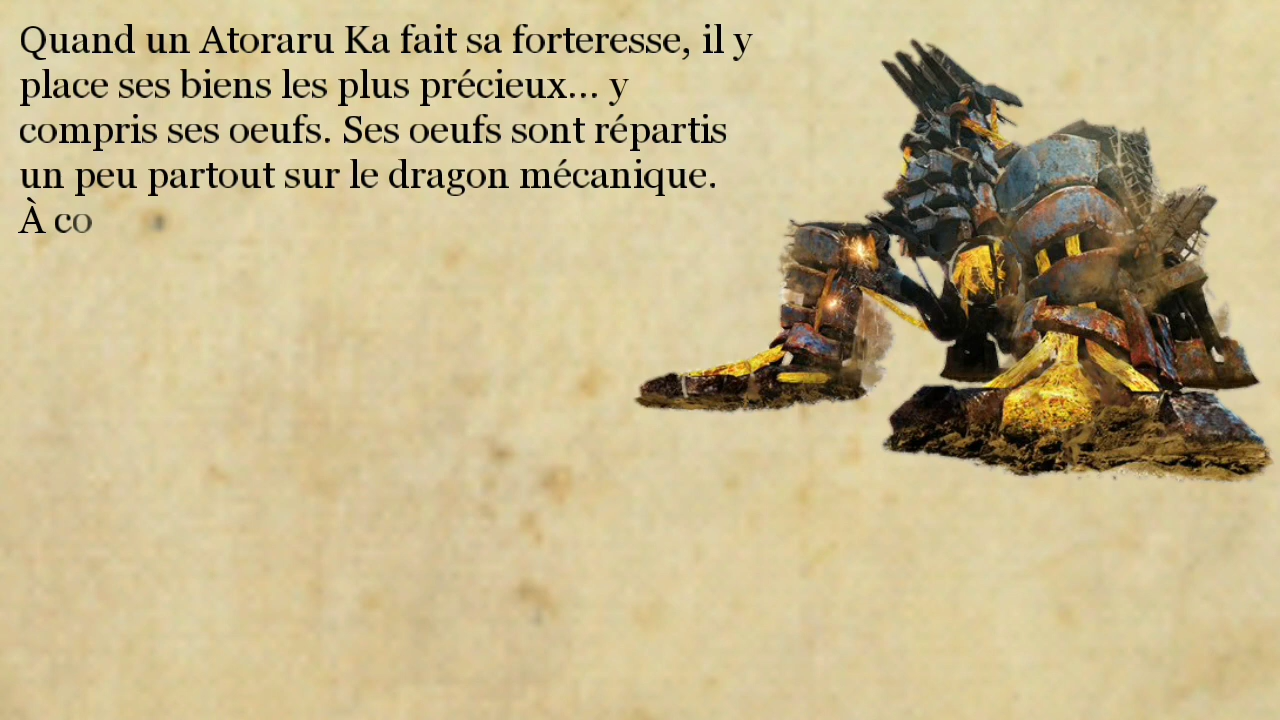 Quand un Atoraru Ka fait sa forteresse, il y
place ses biens les plus précieux... y
compris ses oeufs. Ses oeufs sont répartis
un peu partout sur le dragon mécanique.
À co